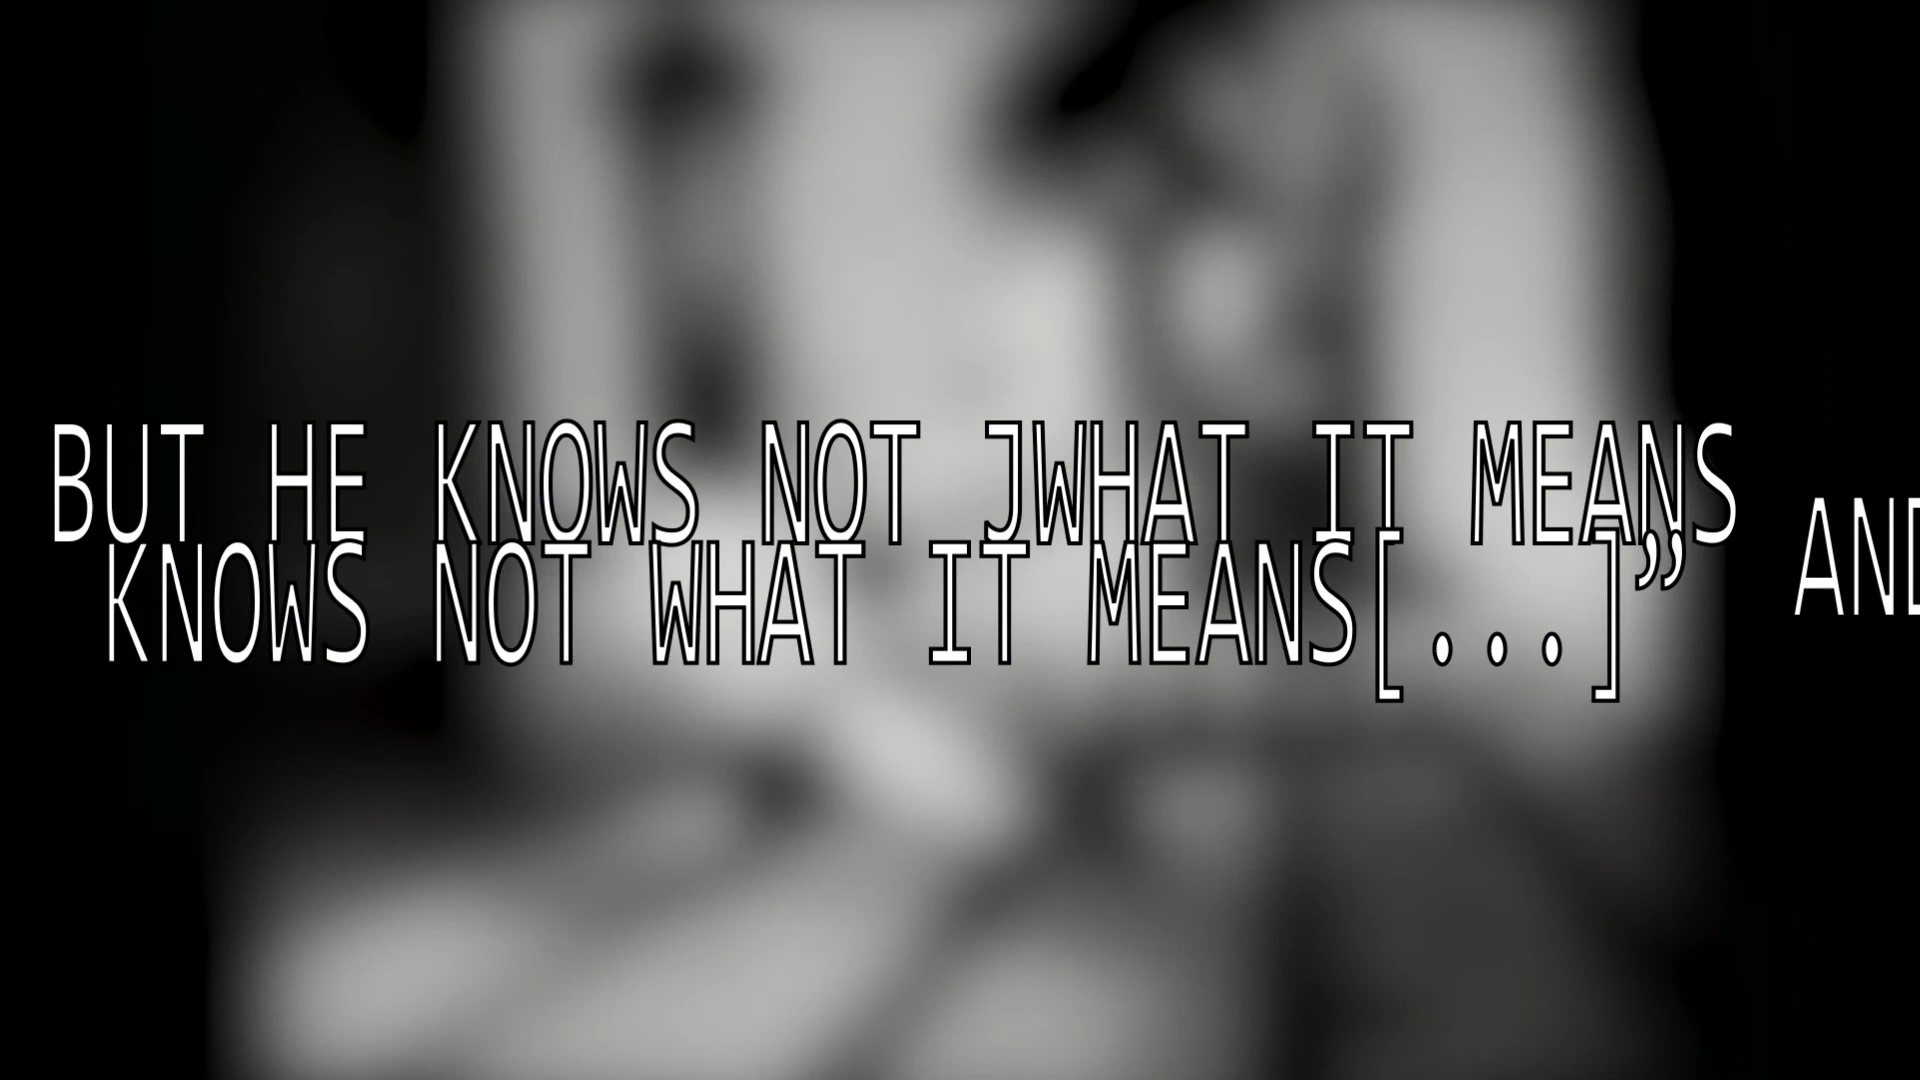 BUT HE KNOWS NOT JWHAT IT MEANS
KNOWS NOT WHAT IT MEANS[...]”
AND